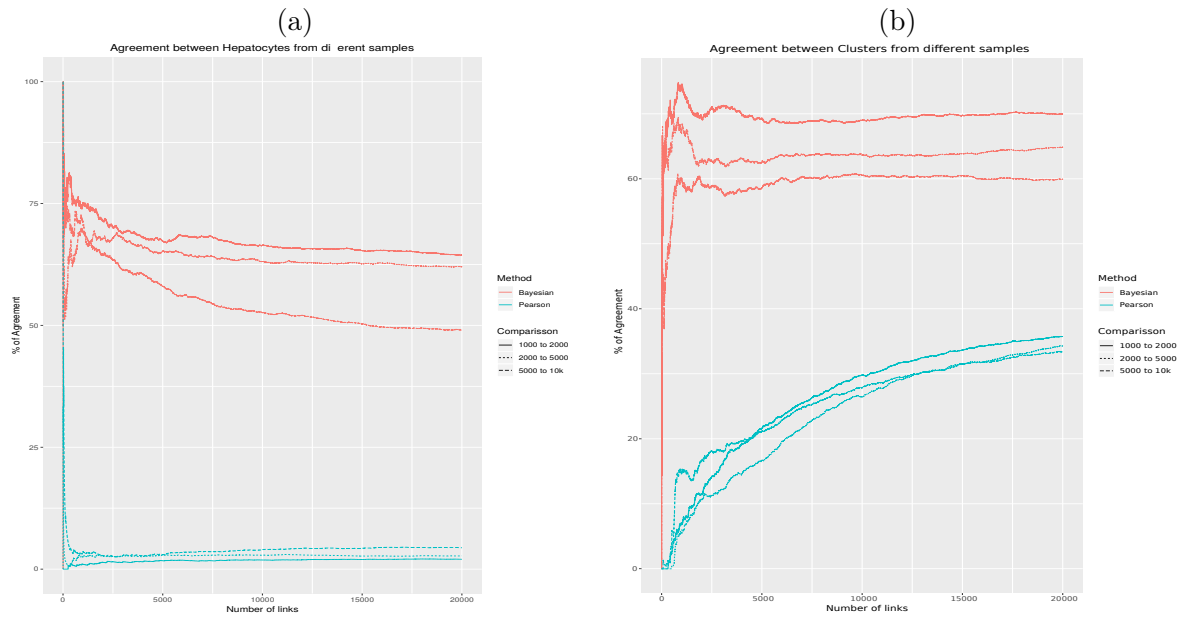 (a)
Agreement between Hepatocytes from di erent samples
% of Agreement
100
75
50
25
0
0
5000
10000
15000
20000
Number of links
Method
Bayesian
Pearson
Comparisson
1000 to 2000
2000 to 5000
5000 to 10k
(b)
Agreement between Clusters from different samples
% of Agreement
60
40
20
0
0
5000
10000
15000
20000
Number of links
Method
Bayesian
Pearson
Comparisson
1000 to 2000
2000 to 5000
5000 to 10k